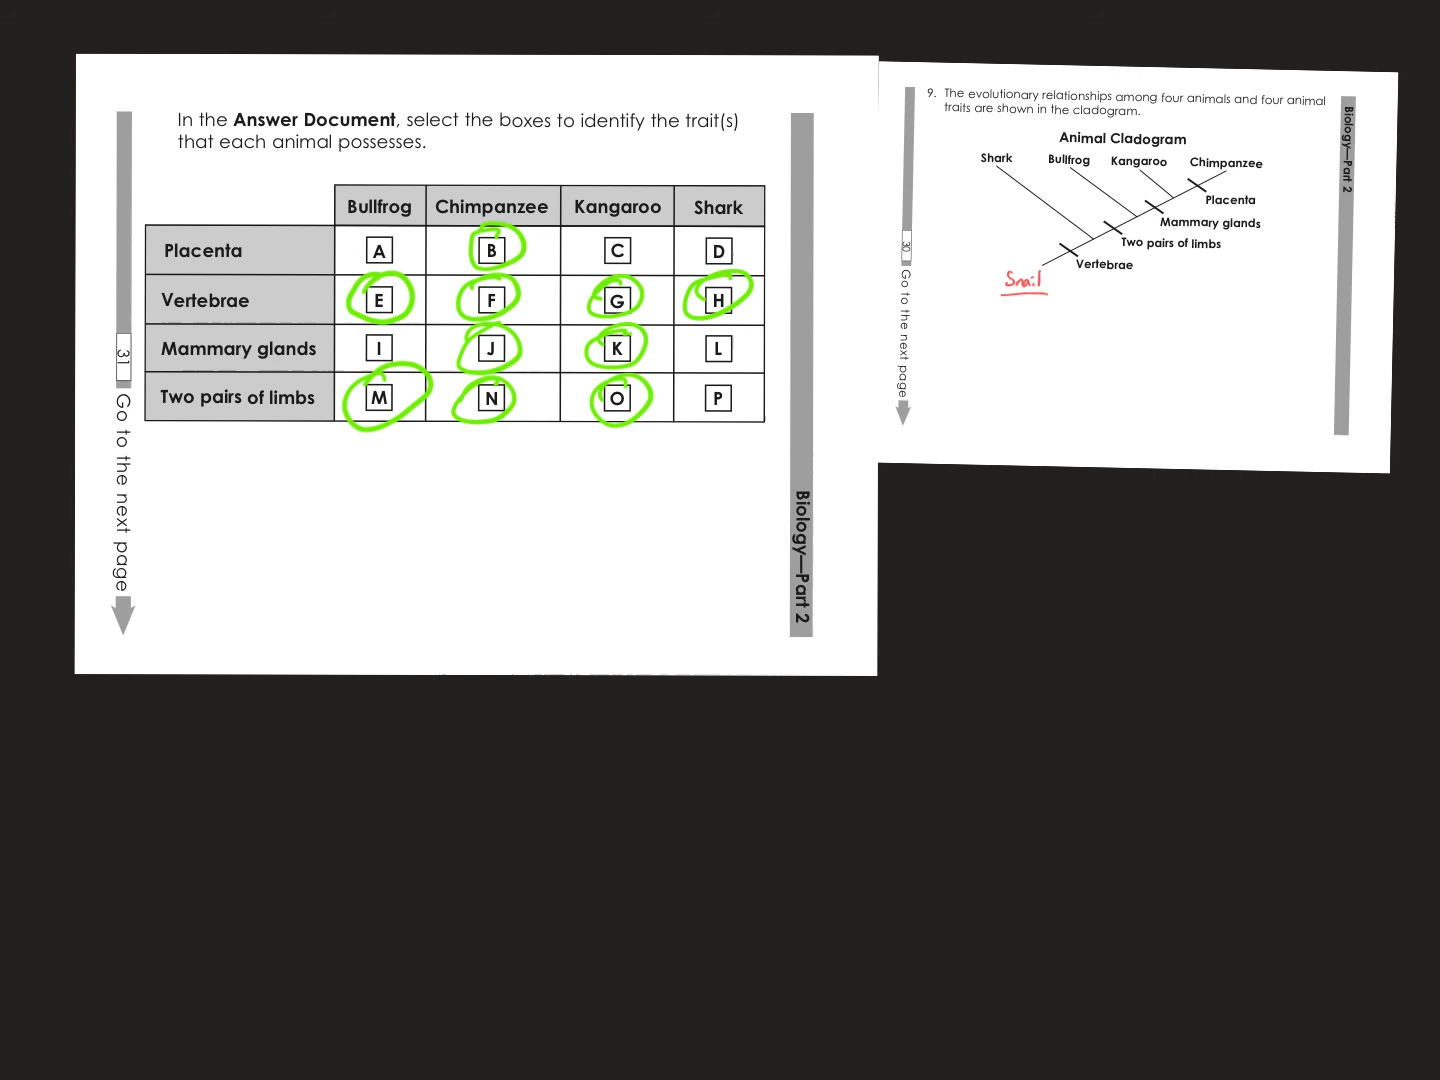 In the Answer Document, select the boxes to identify the trait(s)
that each animal possesses.
Bullfrog Chimpanzee Kangaroo Shark
Placenta A B C D
Vertebrae E F G H
Mammary glands I J K L
Two pairs of limbs M N O P
31
Go to the next page
Biology—Part 2
9. The evolutionary relationships among four animals and four animal
traits are shown in the cladogram.
Animal Cladogram
Shark Bullfrog Kangaroo Chimpanzee
Placenta
Mammary glands
Two pairs of limbs
Vertebrae
Snail
30
Go to the next page
Biology—Part 2